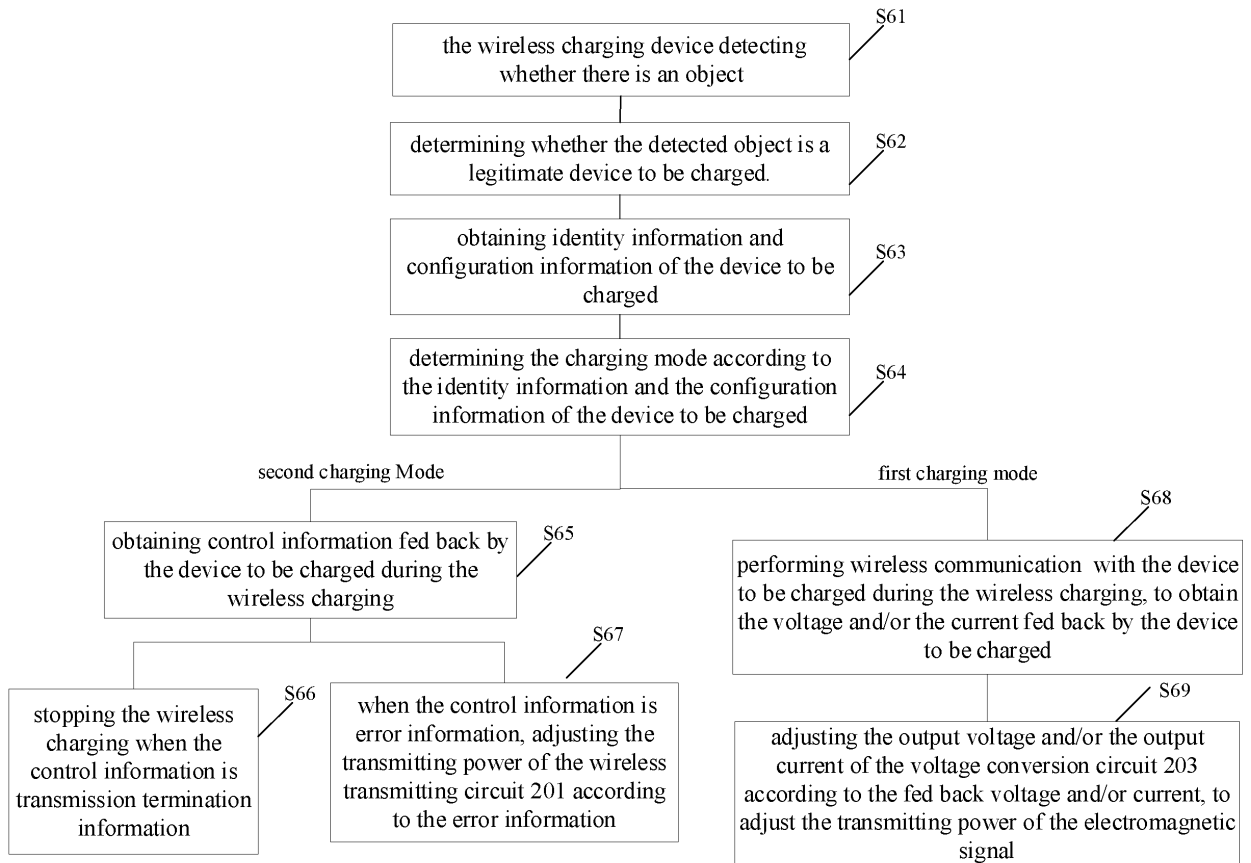 S61
the wireless charging device detecting
whether there is an object
S62
determining whether the detected object is a
legitimate device to be charged.
S63
obtaining identity information and
configuration information of the device to be
charged
S64
determining the charging mode according to
the identity information and the configuration
information of the device to be charged
second charging Mode
first charging mode
S65
obtaining control information fed back by
the device to be charged during the
wireless charging
S68
performing wireless communication with the device
to be charged during the wireless charging, to obtain
the voltage and/or the current fed back by the device
to be charged
S66
stopping the wireless
charging when the
control information is
transmission termination
information
S67
when the control information is
error information, adjusting the
transmitting power of the wireless
transmitting circuit 201 according
to the error information
S69
adjusting the output voltage and/or the output
current of the voltage conversion circuit 203
according to the fed back voltage and/or current, to
adjust the transmitting power of the electromagnetic
signal